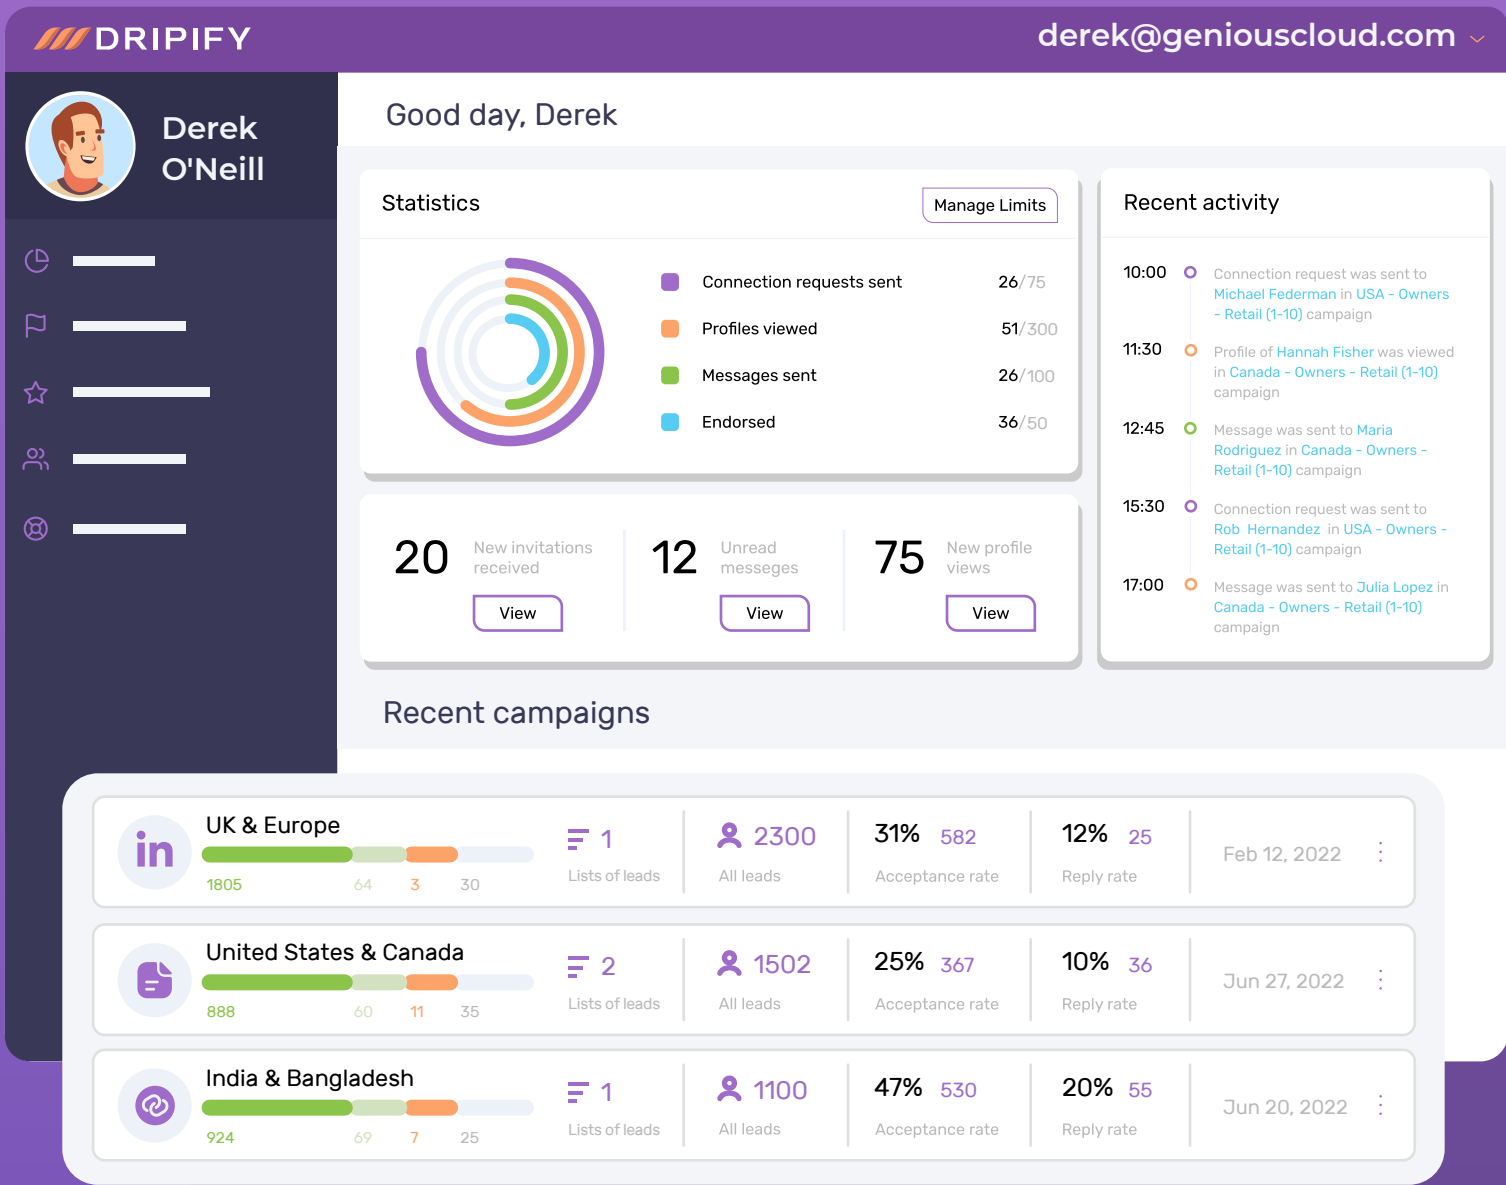 DRIPIFY
derek@geniouscloud.com
Derek
O'Neill
Good day, Derek
Statistics
Manage Limits
Connection requests sent 26/75
Profiles viewed 51/300
Messages sent 26/100
Endorsed 36/50
20 New invitations
received
View
12 Unread
messeges
View
75 New profile
views
View
Recent activity
10:00 Connection request was sent to
Michael Federman in USA - Owners
- Retail (1-10) campaign
11:30 Profile of Hannah Fisher was viewed
in Canada - Owners - Retail (1-10)
campaign
12:45 Message was sent to Maria
Rodriguez in Canada - Owners -
Retail (1-10) campaign
15:30 Connection request was sent to
Rob Hernandez in USA - Owners -
Retail (1-10) campaign
17:00 Message was sent to Julia Lopez in
Canada - Owners - Retail (1-10)
campaign
Recent campaigns
in
UK & Europe
1805 64 3 30
1
Lists of leads
2300
All leads
31% 582
Acceptance rate
12% 25
Reply rate
Feb 12, 2022
United States & Canada
888 60 11 35
2
Lists of leads
1502
All leads
25% 367
Acceptance rate
10% 36
Reply rate
Jun 27, 2022
India & Bangladesh
924 69 7 25
1
Lists of leads
1100
All leads
47% 530
Acceptance rate
20% 55
Reply rate
Jun 20, 2022